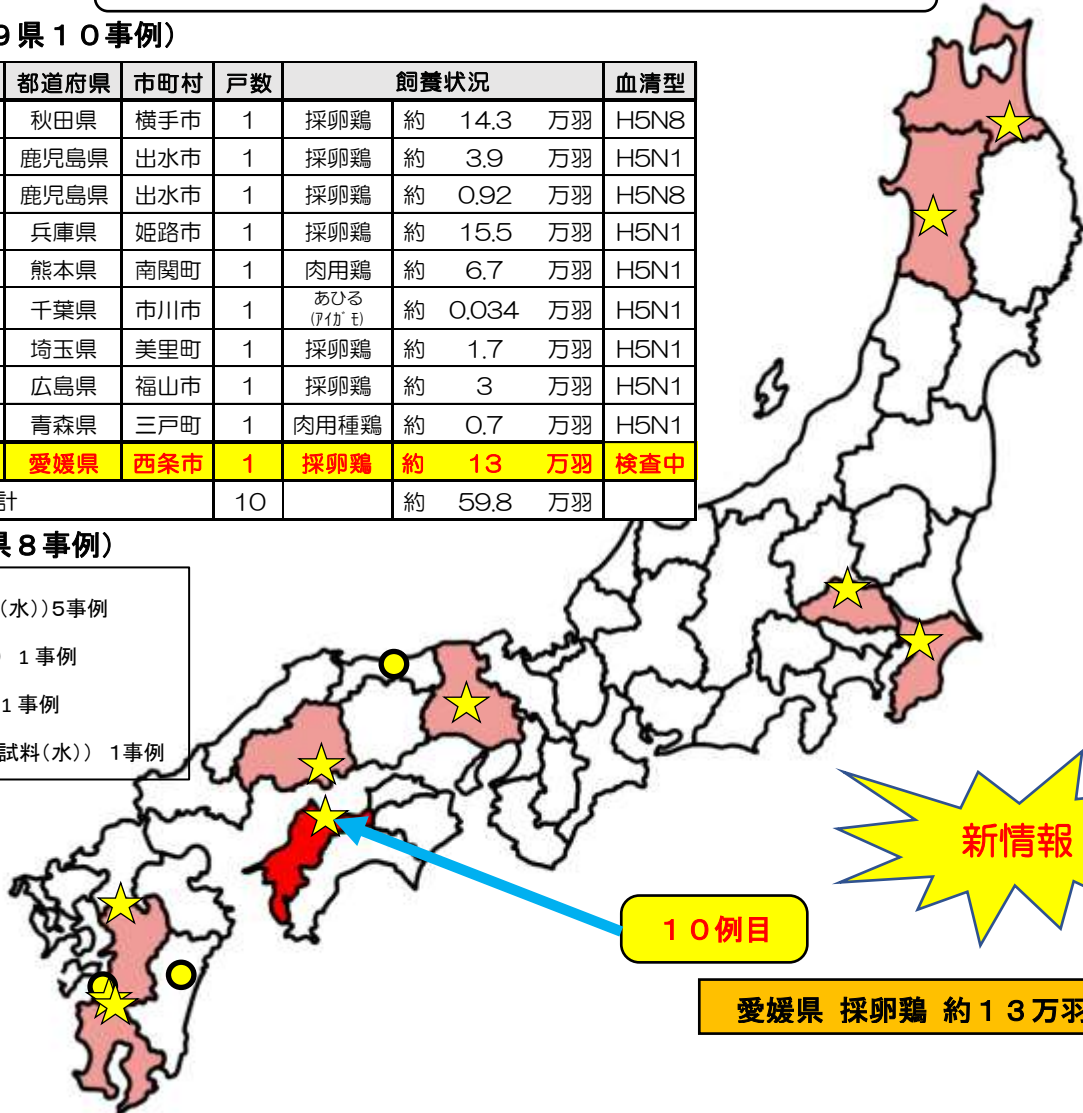 ９県１０事例）
都道府県 市町村 戸数 飼養状況 血清型
秋田県 横手市 1 採卵鶏 約 14.3 万羽 H5N8
鹿児島県 出水市 1 採卵鶏 約 3.9 万羽 H5N1
鹿児島県 出水市 1 採卵鶏 約 0.92 万羽 H5N8
兵庫県 姫路市 1 採卵鶏 約 15.5 万羽 H5N1
熊本県 南関町 1 肉用鶏 約 6.7 万羽 H5N1
千葉県 市川市 1 あひる(ｱｲｶﾞﾓ) 約 0.034 万羽 H5N1
埼玉県 美里町 1 採卵鶏 約 1.7 万羽 H5N1
広島県 福山市 1 採卵鶏 約 3 万羽 H5N1
青森県 三戸町 1 肉用種鶏 約 0.7 万羽 H5N1
愛媛県 西条市 1 採卵鶏 約 13 万羽 検査中
計 10 約 59.8 万羽
県８事例）
(水))5事例
) 1 事例
1 事例
試料(水)) 1事例
新情報
１０例目
愛媛県 採卵鶏 約１３万羽